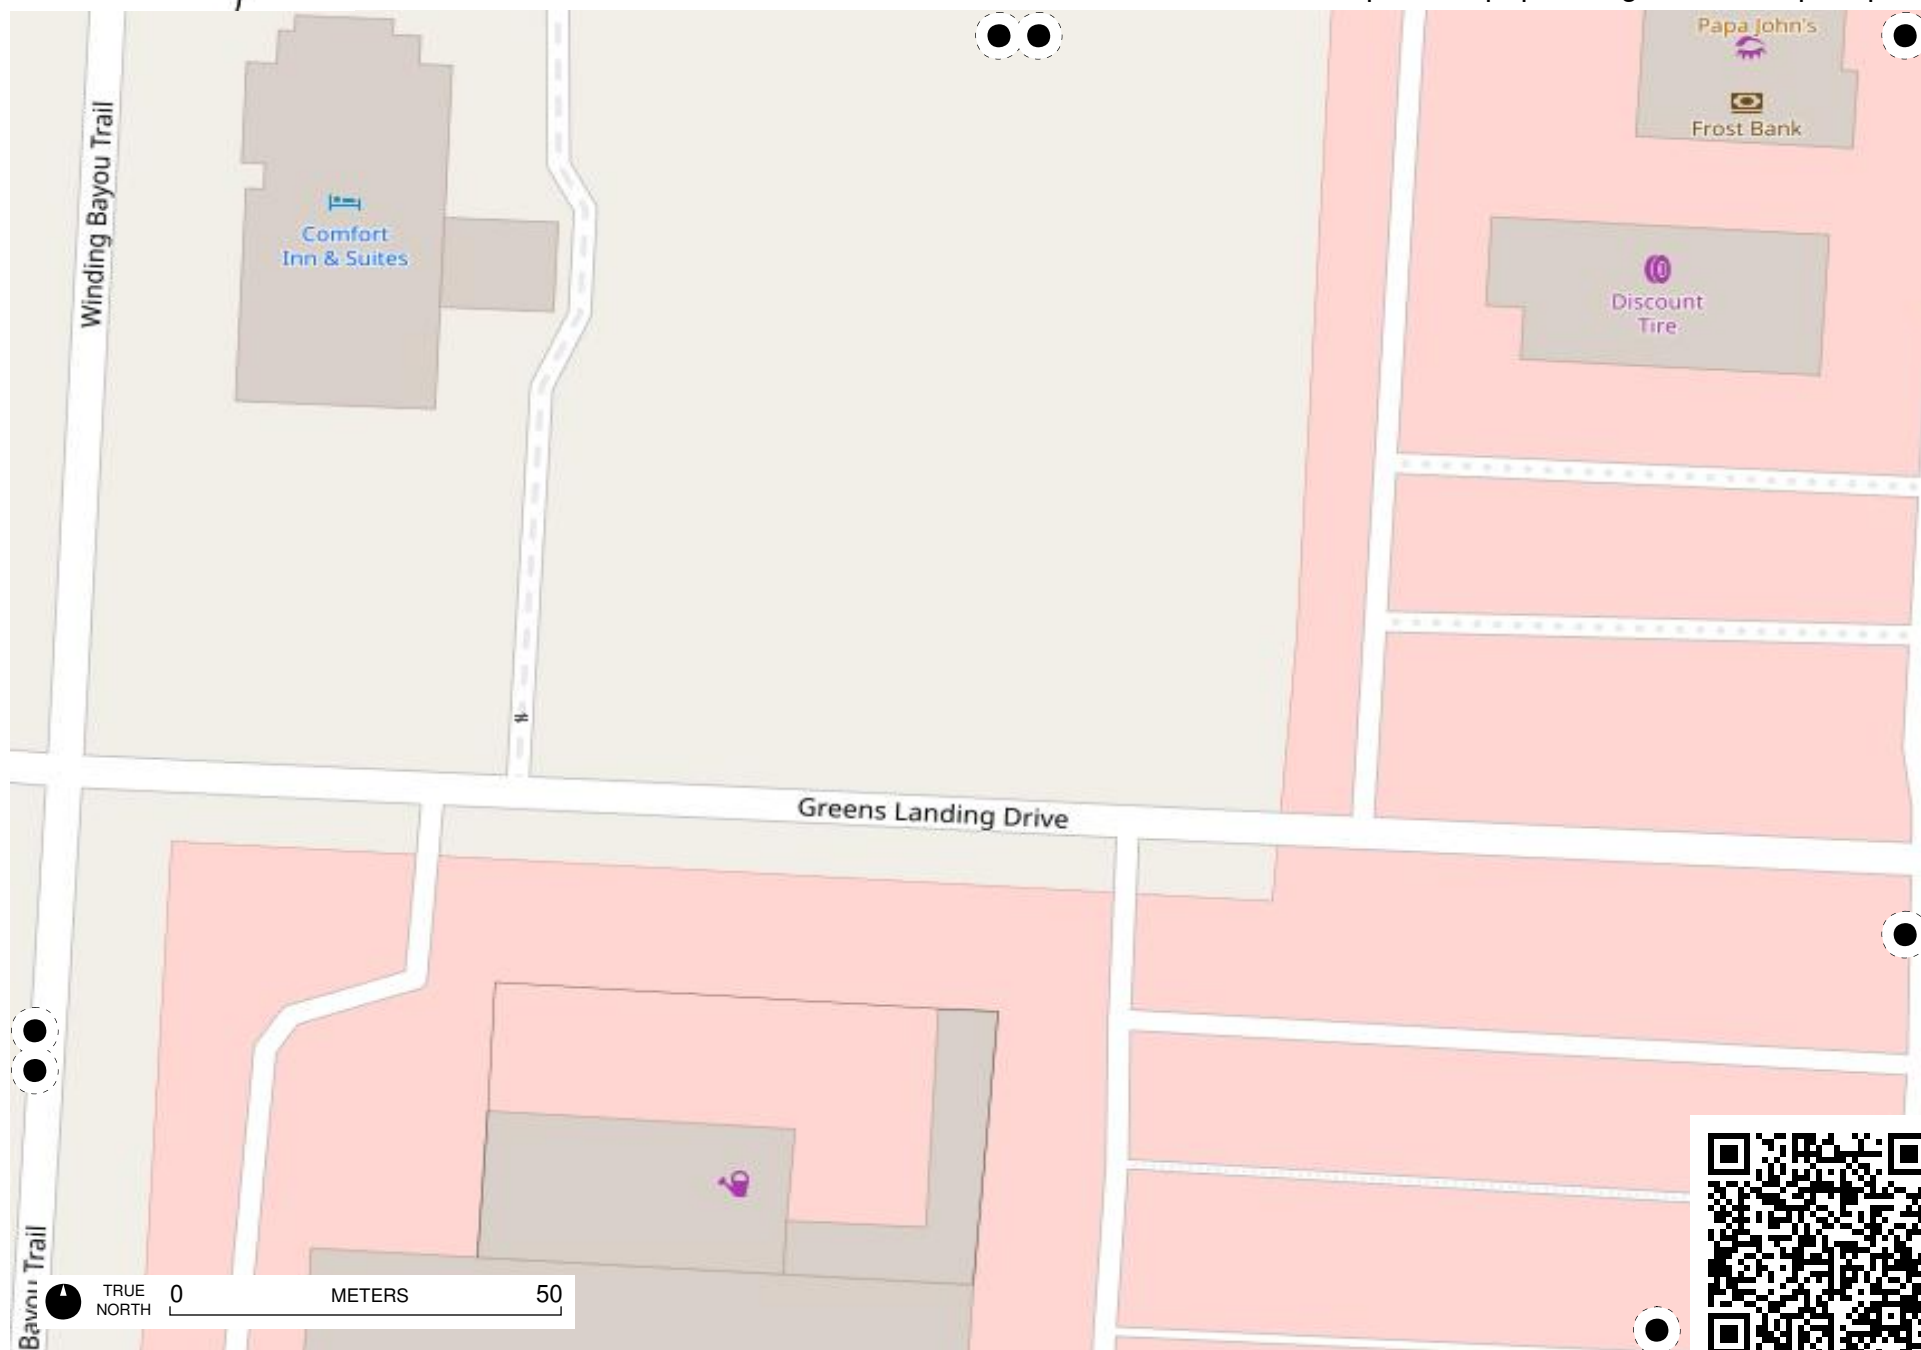 Papa John's
Frost Bank
Winding Bayou Trail
Comfort
Inn & Suites
Discount
Tire
Greens Landing Drive
Bayou Trail
TRUE
NORTH
0
METERS
50